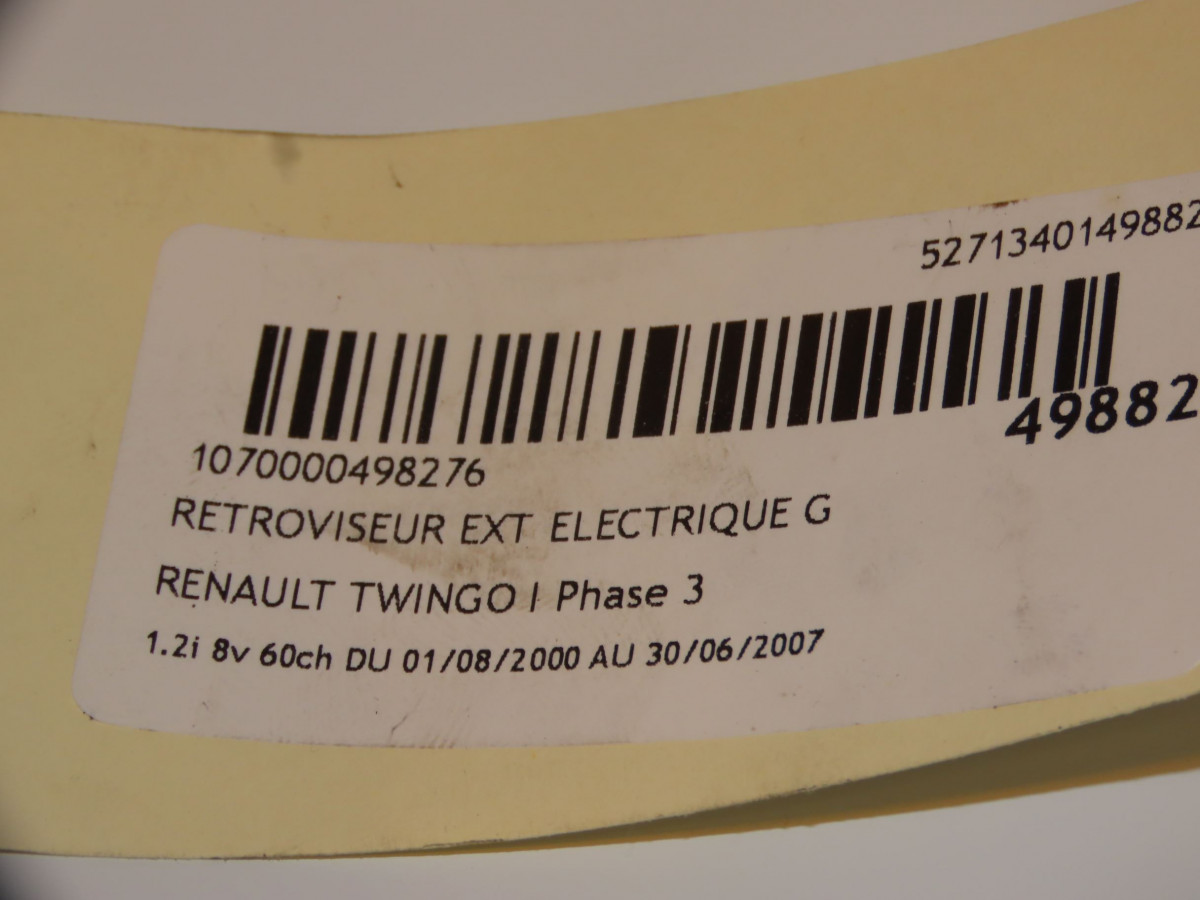 5271340149882
49882
1070000498276
RETROVISEUR EXT ELECTRIQUE G
RENAULT TWINGO I Phase 3
1.2i 8v 60ch DU 01/08/2000 AU 30/06/2007